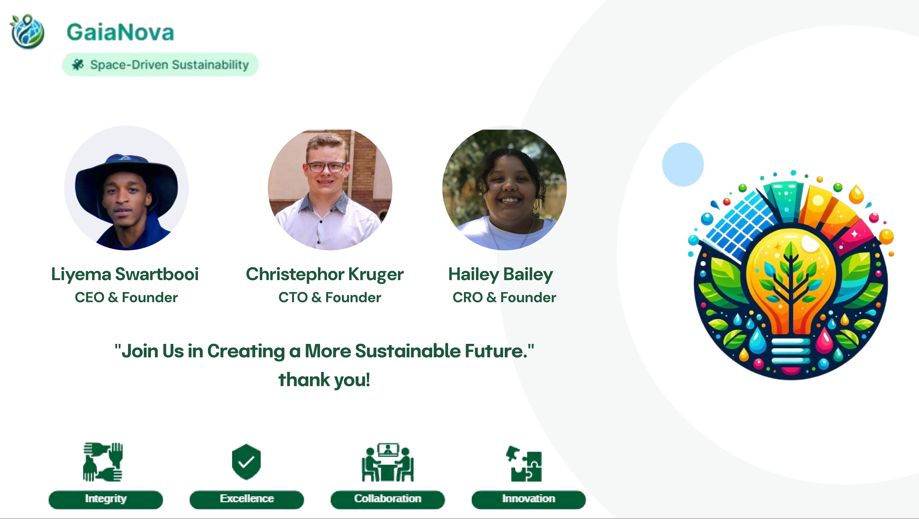 GaiaNova
Space-Driven Sustainability
Liyema Swartbooi
CEO & Founder
Christephor Kruger
CTO & Founder
Hailey Bailey
CRO & Founder
"Join Us in Creating a More Sustainable Future."
thank you!
Integrity
Excellence
Collaboration
Innovation